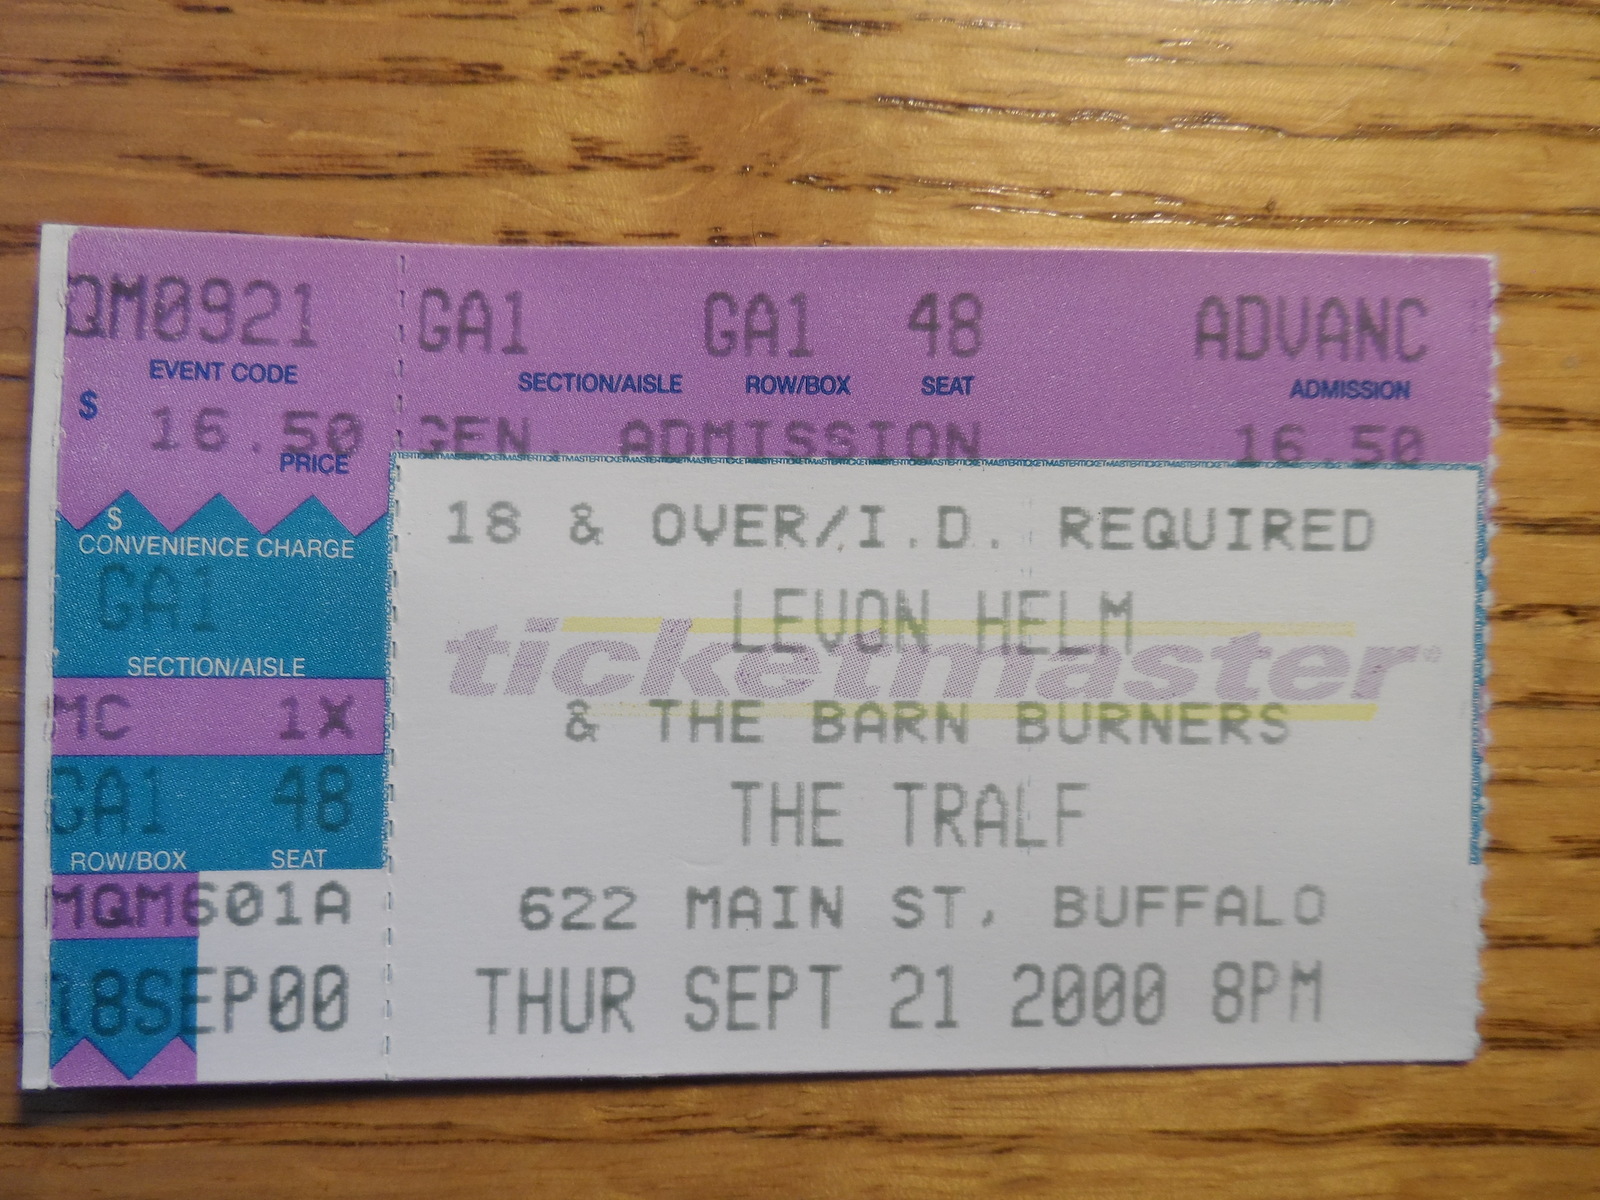 QM0921
EVENT CODE
$ 16.50
PRICE
$
CONVENIENCE CHARGE
GA1
SECTION/AISLE
MC 1X
GA1 48
ROW/BOX SEAT
MQM601A
18SEP00
GA1 GA1 48 ADVANC
SECTION/AISLE ROW/BOX SEAT ADMISSION
GEN. ADMISSION 16.50
18 & OVER/I.D. REQUIRED
LEVON HELM
ticketmaster®
& THE BARN BURNERS
THE TRALF
622 MAIN ST, BUFFALO
THUR SEPT 21 2000 8PM